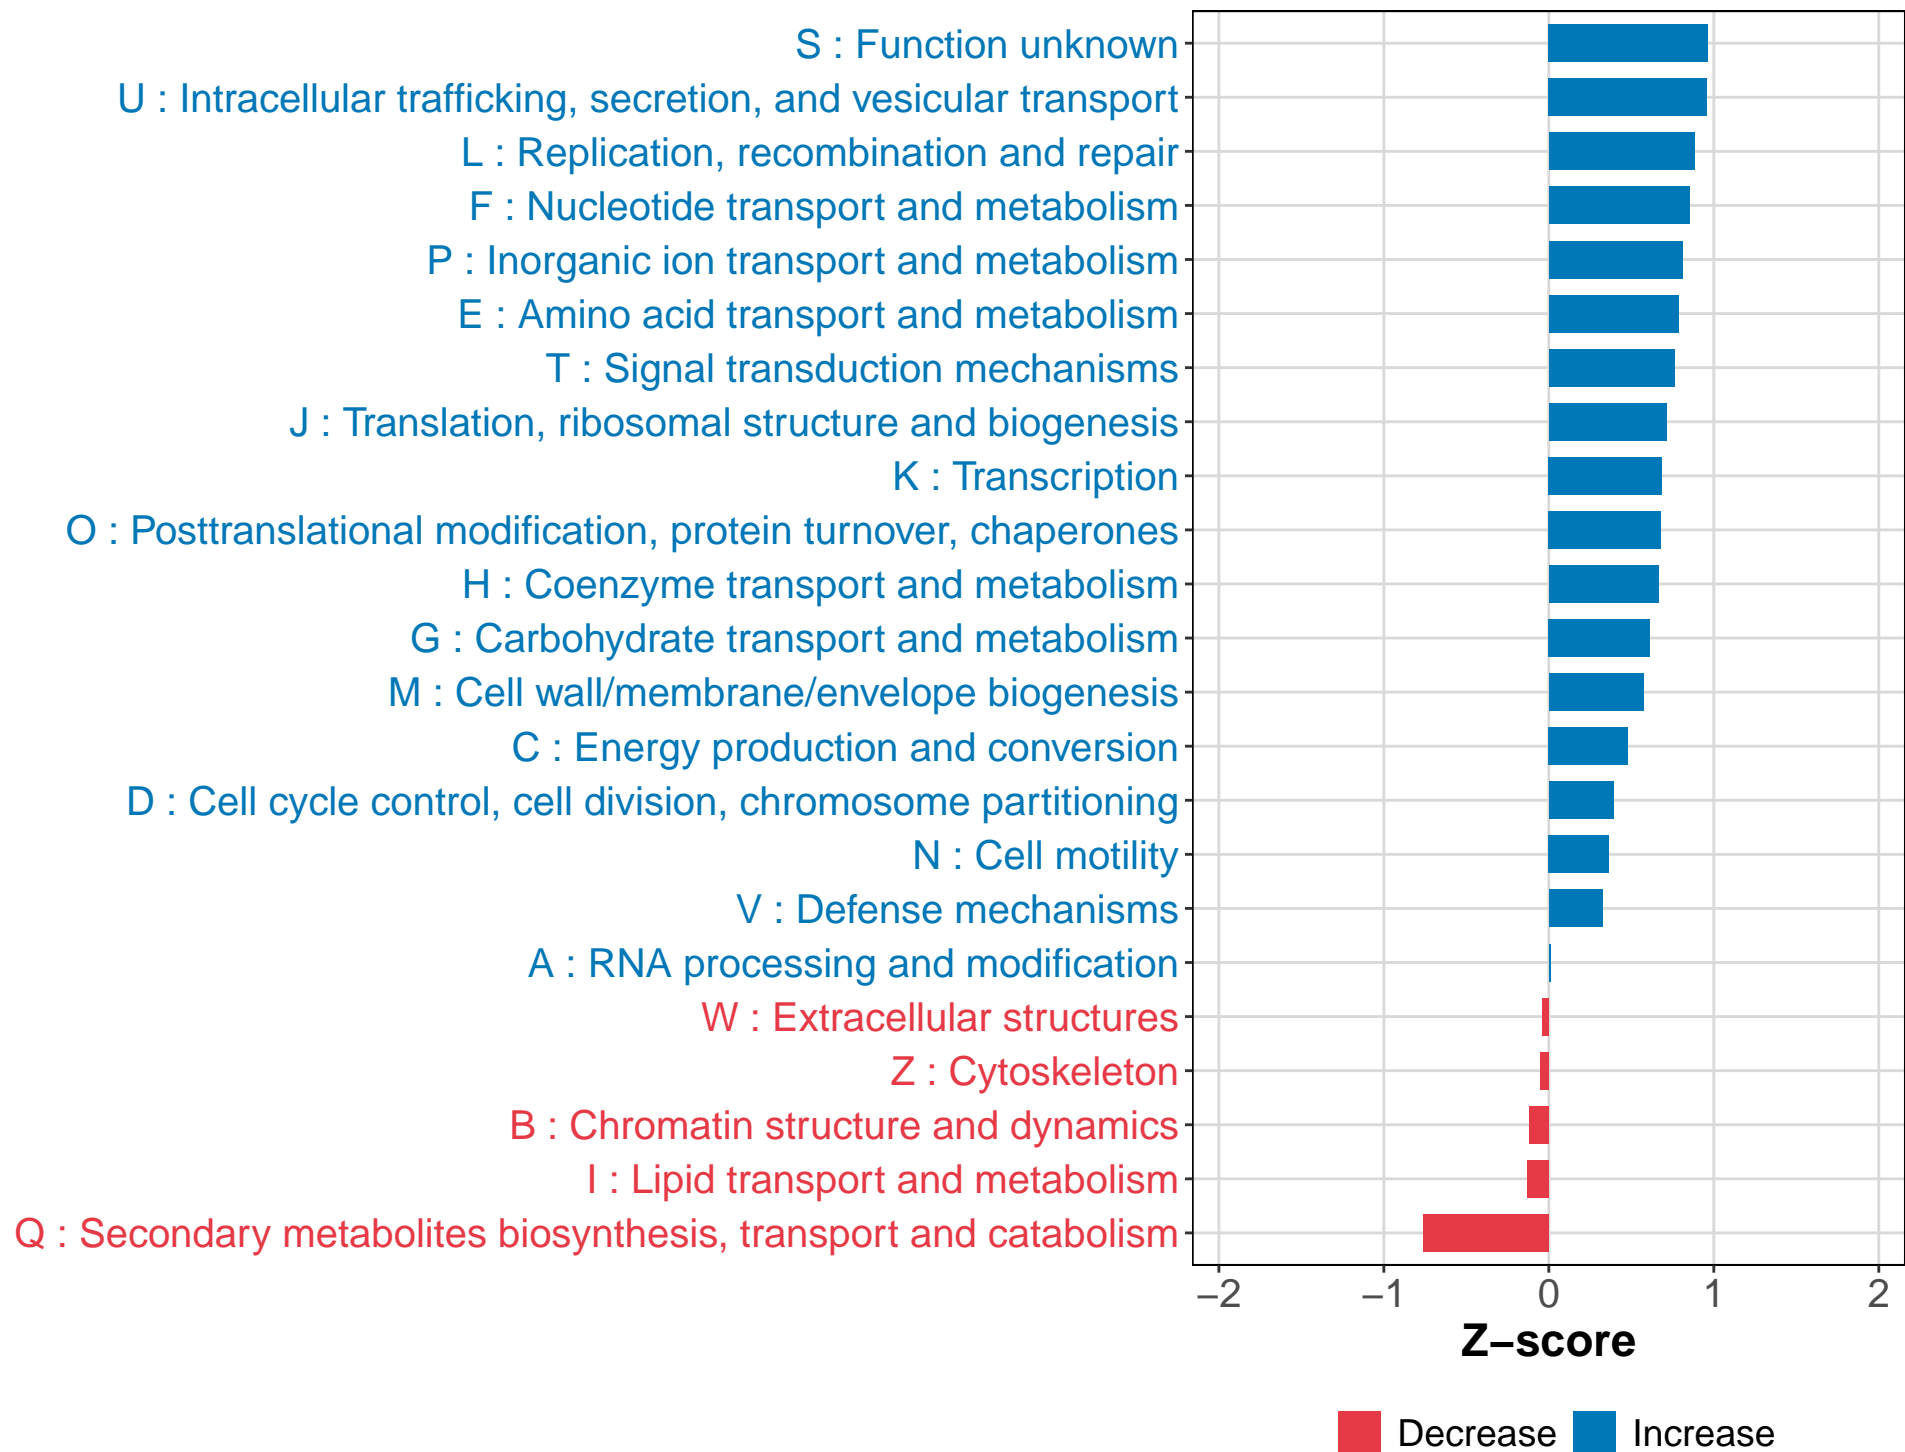 S : Function unknown
U : Intracellular trafficking, secretion, and vesicular transport
L : Replication, recombination and repair
F : Nucleotide transport and metabolism
P : Inorganic ion transport and metabolism
E : Amino acid transport and metabolism
T : Signal transduction mechanisms
J : Translation, ribosomal structure and biogenesis
K : Transcription
O : Posttranslational modification, protein turnover, chaperones
H : Coenzyme transport and metabolism
G : Carbohydrate transport and metabolism
M : Cell wall/membrane/envelope biogenesis
C : Energy production and conversion
D : Cell cycle control, cell division, chromosome partitioning
N : Cell motility
V : Defense mechanisms
A : RNA processing and modification
W : Extracellular structures
Z : Cytoskeleton
B : Chromatin structure and dynamics
I : Lipid transport and metabolism
Q : Secondary metabolites biosynthesis, transport and catabolism
−2 −1 0 1 2
Z−score
Decrease Increase